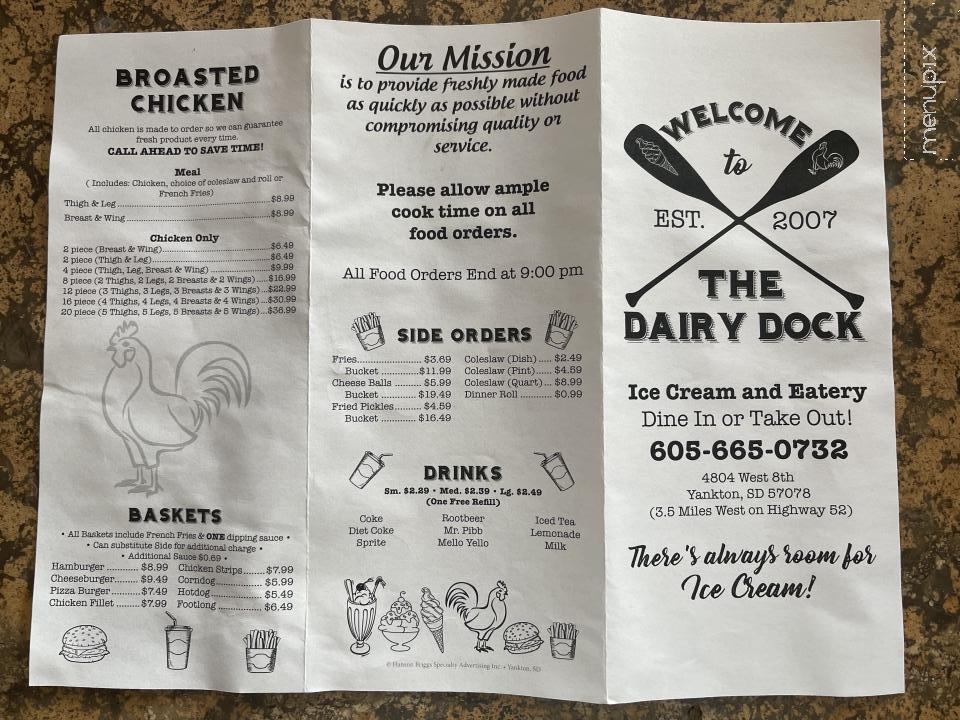 BROASTED
CHICKEN
All chicken is made to order so we can guarantee
fresh product every time.
CALL AHEAD TO SAVE TIME!
Meal
( Includes: Chicken, choice of coleslaw and roll or
French Fries)
Thigh & Leg ........ $8.99
Breast & Wing ........ $8.99
Chicken Only
2 piece (Breast & Wing)........ $6.49
2 piece (Thigh & Leg)........ $6.49
4 piece (Thigh, Leg, Breast & Wing) ........ $9.99
8 piece (2 Thighs, 2 Legs, 2 Breasts & 2 Wings) ...$16.99
12 piece (3 Thighs, 3 Legs, 3 Breasts & 3 Wings) ...$22.99
16 piece (4 Thighs, 4 Legs, 4 Breasts & 4 Wings) ...$30.99
20 piece (5 Thighs, 5 Legs, 5 Breasts & 5 Wings) ...$36.99
BASKETS
• All Baskets include French Fries & ONE dipping sauce •
• Can substitute Side for additional charge •
• Additional Sauce $0.69 •
Hamburger ....... $8.99
Cheeseburger....... $9.49
Pizza Burger....... $7.49
Chicken Fillet ....... $7.99
Chicken Strips....... $7.99
Corndog....... $5.99
Hotdog....... $5.49
Footlong ....... $6.49
Our Mission
is to provide freshly made food
as quickly as possible without
compromising quality or
service.
Please allow ample
cook time on all
food orders.
All Food Orders End at 9:00 pm
SIDE ORDERS
Fries....... $3.69
Bucket ....... $11.99
Cheese Balls ....... $5.99
Bucket ....... $19.49
Fried Pickles....... $4.59
Bucket ....... $16.49
Coleslaw (Dish) ..... $2.49
Coleslaw (Pint)..... $4.59
Coleslaw (Quart)... $8.99
Dinner Roll ........... $0.99
DRINKS
Sm. $2.29 • Med. $2.39 • Lg. $2.49
(One Free Refill)
Coke
Diet Coke
Sprite
Rootbeer
Mr. Pibb
Mello Yello
Iced Tea
Lemonade
Milk
© Hanson Briggs Specialty Advertising Inc. • Yankton, SD
WELCOME
to
EST. 2007
THE
DAIRY DOCK
Ice Cream and Eatery
Dine In or Take Out!
605-665-0732
4804 West 8th
Yankton, SD 57078
(3.5 Miles West on Highway 52)
There's always room for
Ice Cream!
menupix